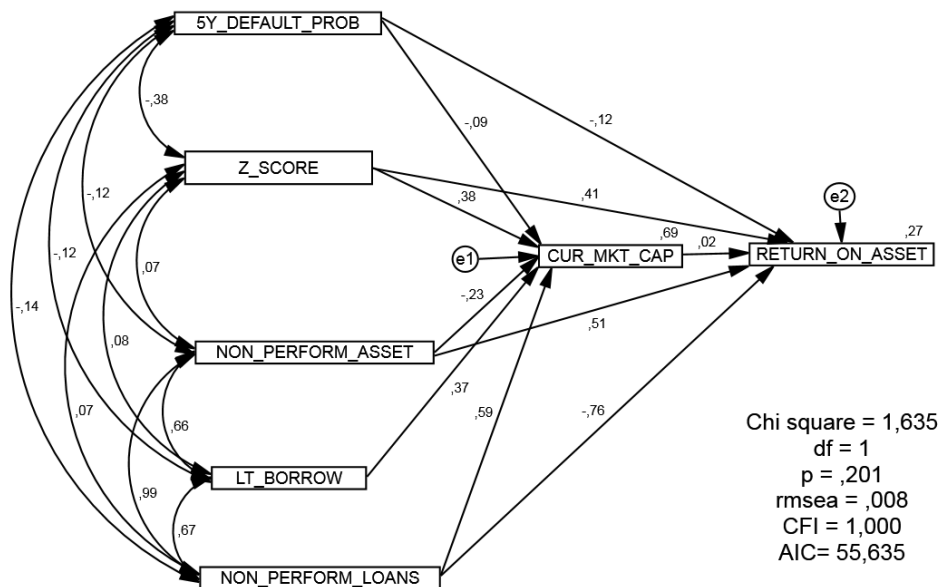 5Y_DEFAULT_PROB
-,38
-,09
-,12
Z_SCORE
-,12
,38
,41
e2
-,12
,69
,27
,02
e1
CUR_MKT_CAP
RETURN_ON_ASSET
,07
-,14
-,23
,08
,51
NON_PERFORM_ASSET
,37
,59
-,76
,07
,66
Chi square = 1,635
df = 1
LT_BORROW
p = ,201
,99
rmsea = ,008
,67
CFI = 1,000
AIC= 55,635
NON_PERFORM_LOANS